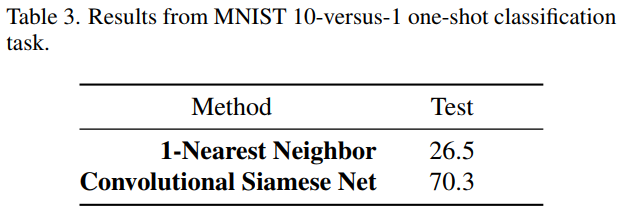 Table 3. Results from MNIST 10-versus-1 one-shot classification
task.
Method Test
1-Nearest Neighbor 26.5
Convolutional Siamese Net 70.3